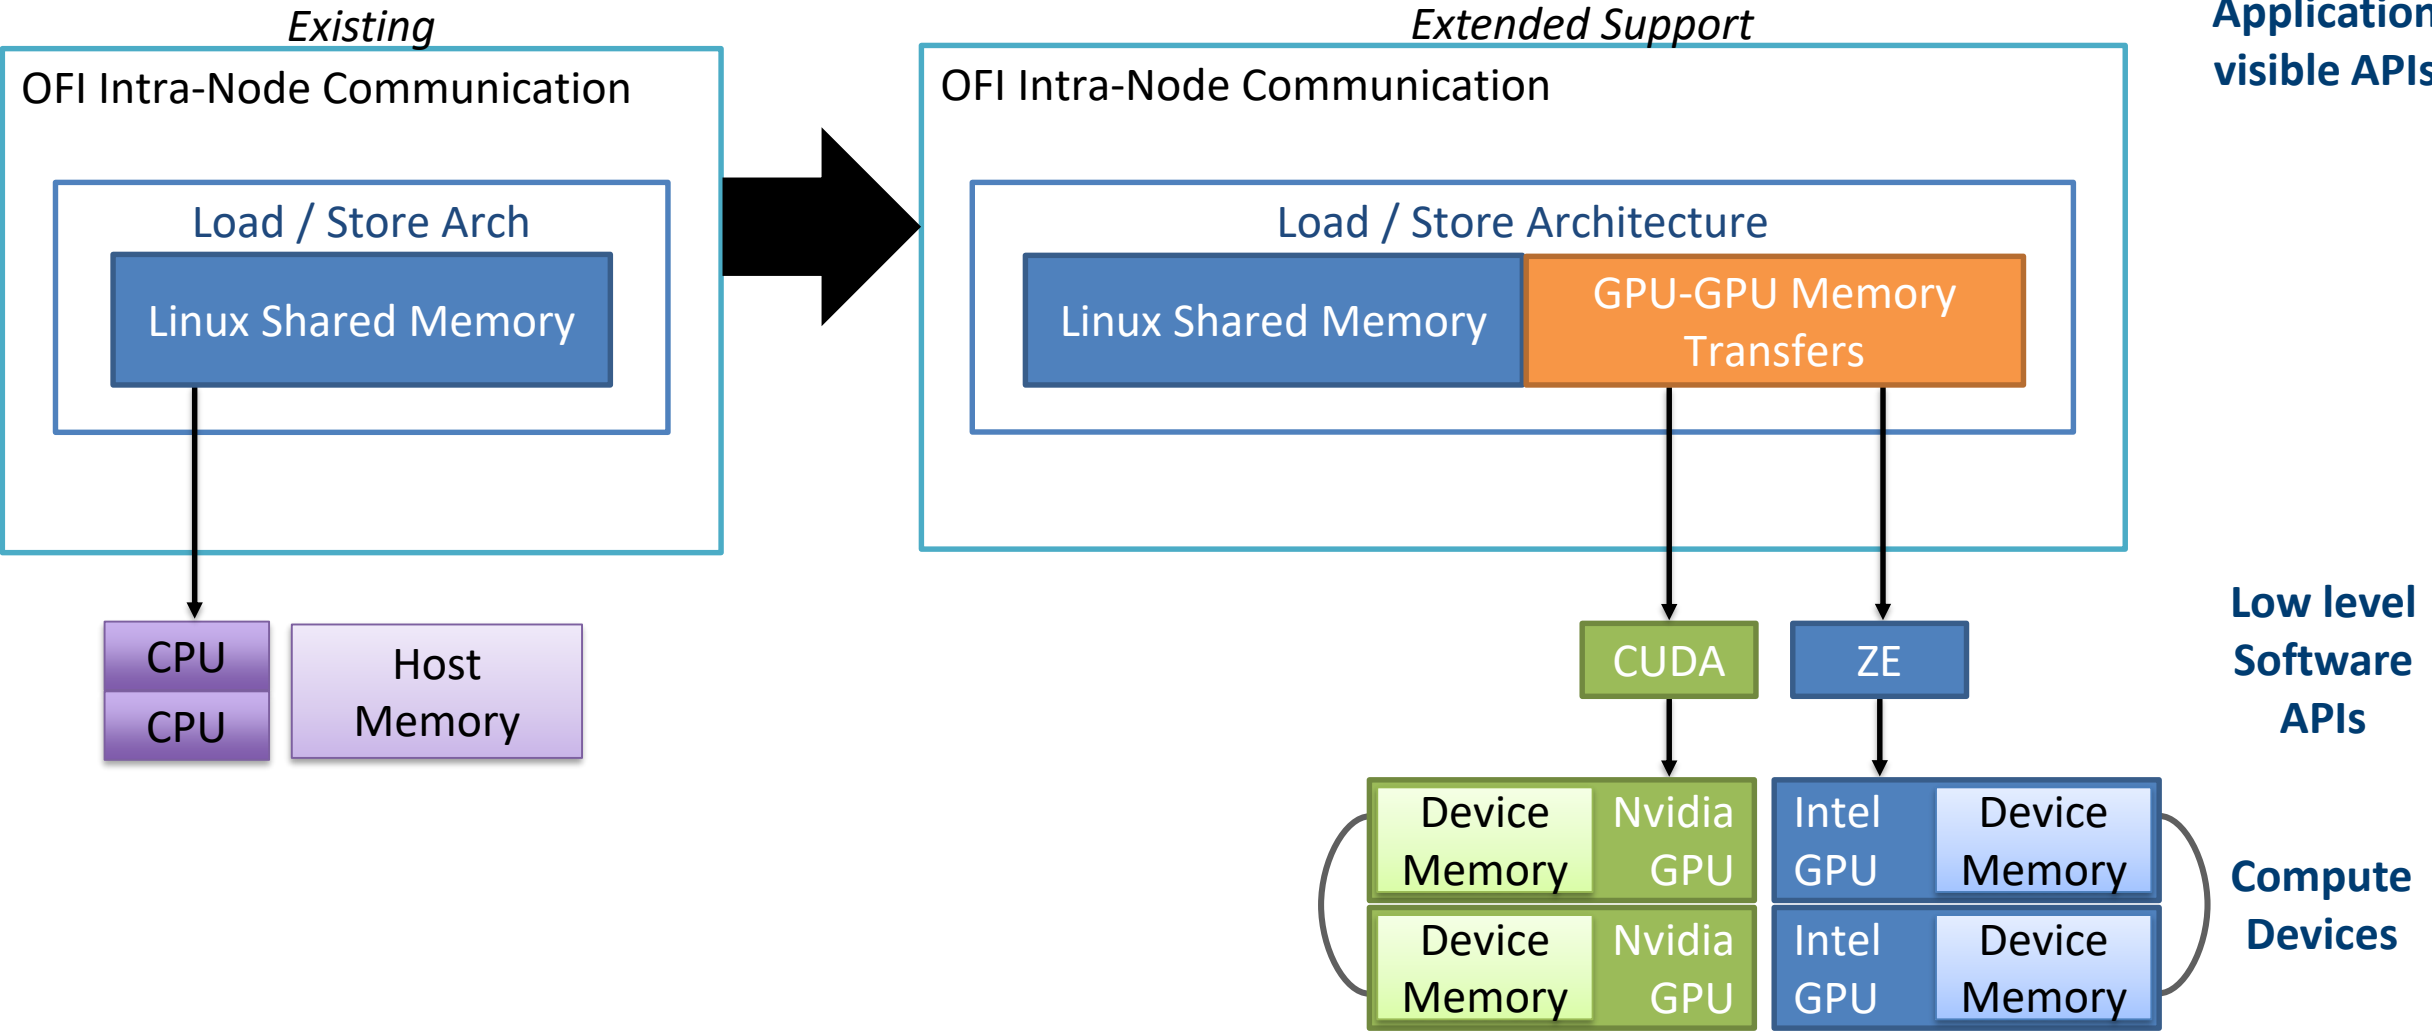 Existing
OFI Intra-Node Communication
Load / Store Arch
Linux Shared Memory
CPU
CPU
Host
Memory
Extended Support
OFI Intra-Node Communication
Load / Store Architecture
Linux Shared Memory
GPU-GPU Memory
Transfers
CUDA
ZE
Device
Memory
Nvidia
GPU
Intel
GPU
Device
Memory
Device
Memory
Nvidia
GPU
Intel
GPU
Device
Memory
Application
visible APIs
Low level
Software
APIs
Compute
Devices